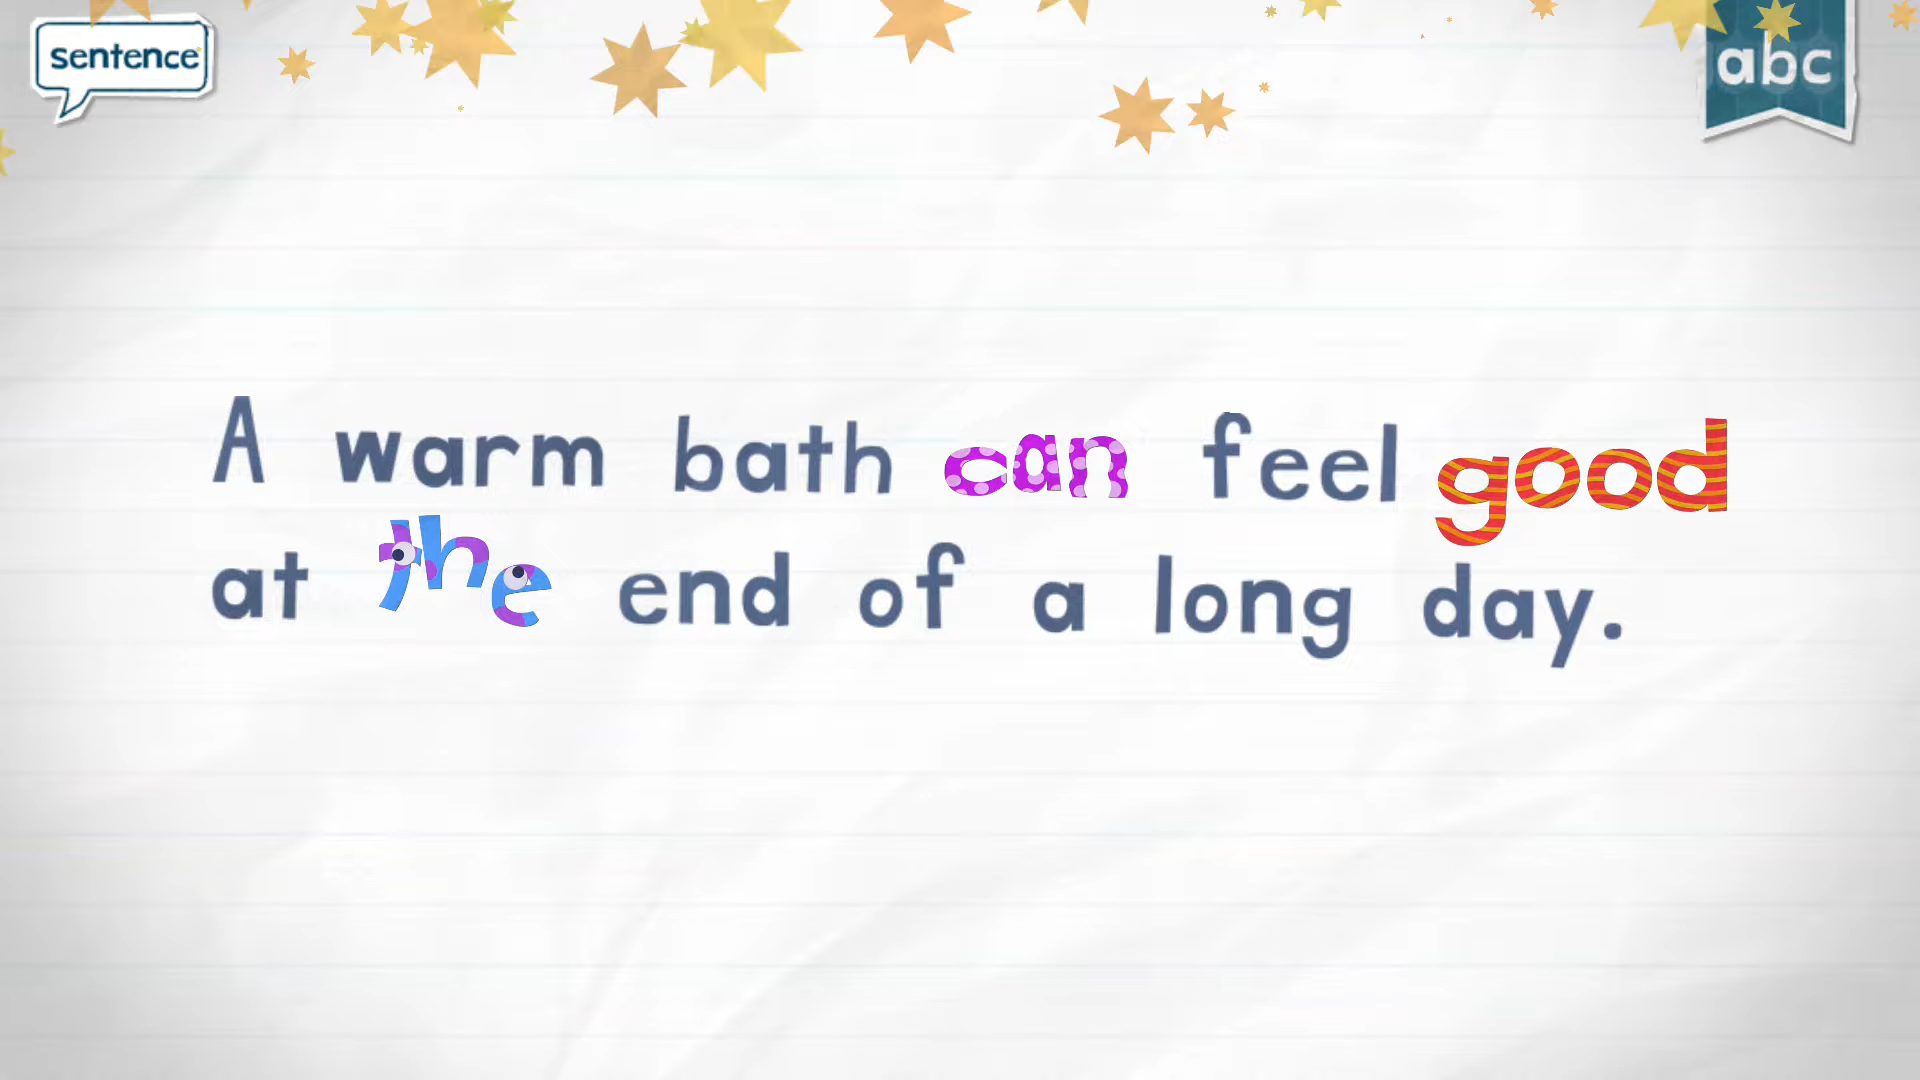 sentence
abc
A warm bath can feel good
at the end of a long day.